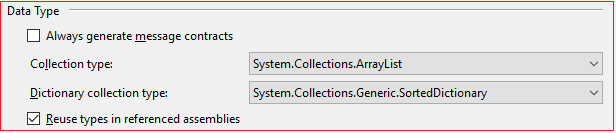 Data Type
Always generate message contracts
Collection type: System.Collections.ArrayList
Dictionary collection type: System.Collections.Generic.SortedDictionary
Reuse types in referenced assemblies